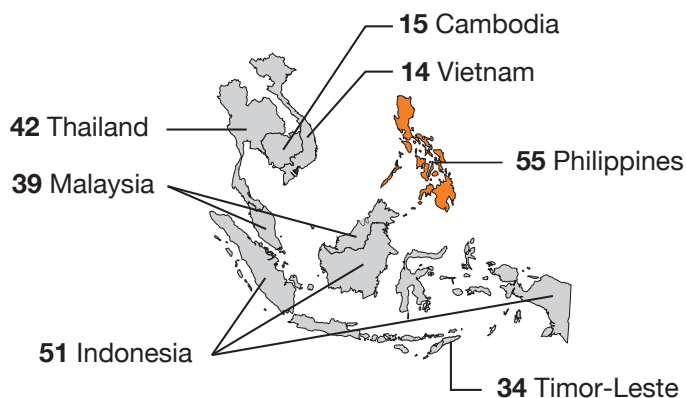 15 Cambodia
14 Vietnam
42 Thailand
55 Philippines
39 Malaysia
51 Indonesia
34 Timor-Leste